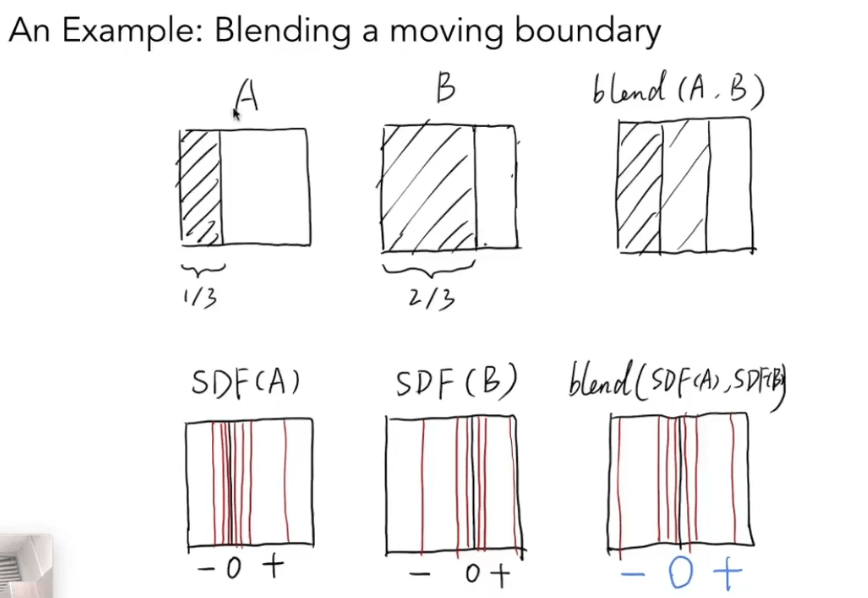 An Example: Blending a moving boundary
A B blend (A, B)
1/3 2/3
SDF(A) SDF(B) blend(SDF(A), SDF(B))
- 0 + - 0 + - 0 +